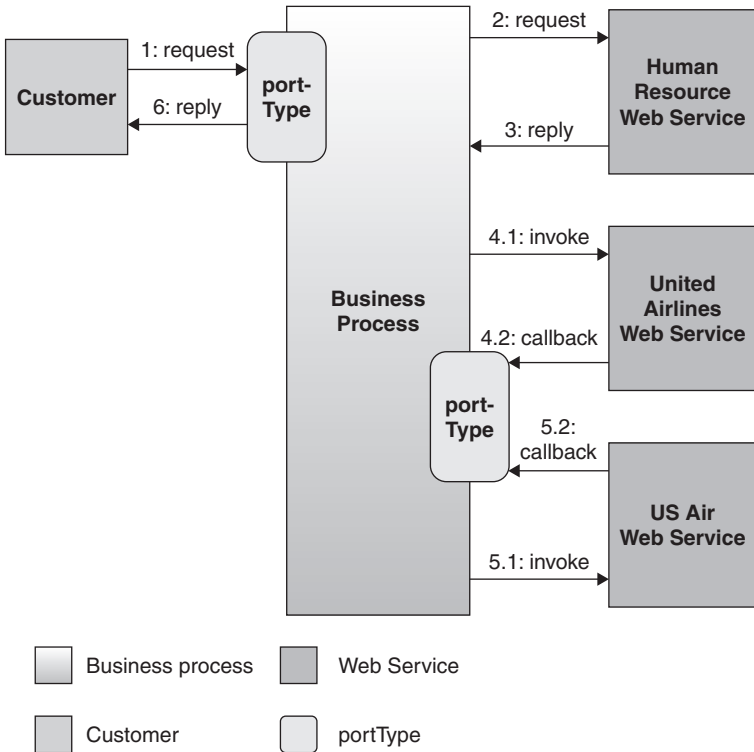 1: request
6: reply
Customer
port-
Type
Business
Process
2: request
3: reply
Human
Resource
Web Service
4.1: invoke
4.2: callback
United
Airlines
Web Service
port-
Type
5.2:
callback
5.1: invoke
US Air
Web Service
Business process
Web Service
Customer
portType